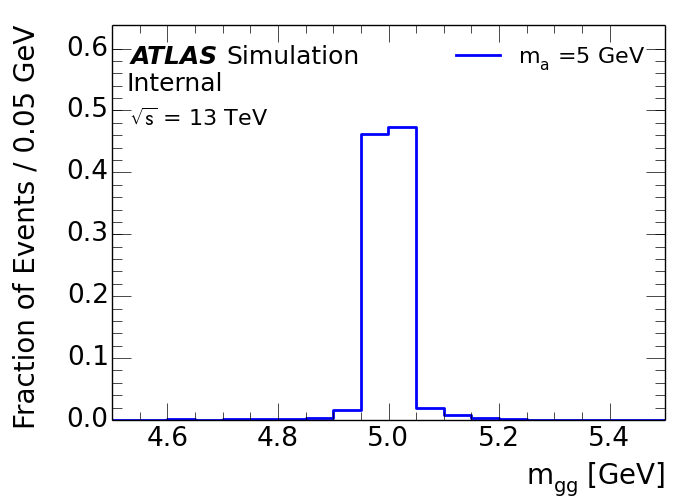 ATLAS Simulation
Internal
√s = 13 TeV
m_a =5 GeV
Fraction of Events / 0.05 GeV
0.6
0.5
0.4
0.3
0.2
0.1
0.0
4.6 4.8 5.0 5.2 5.4
m_gg [GeV]